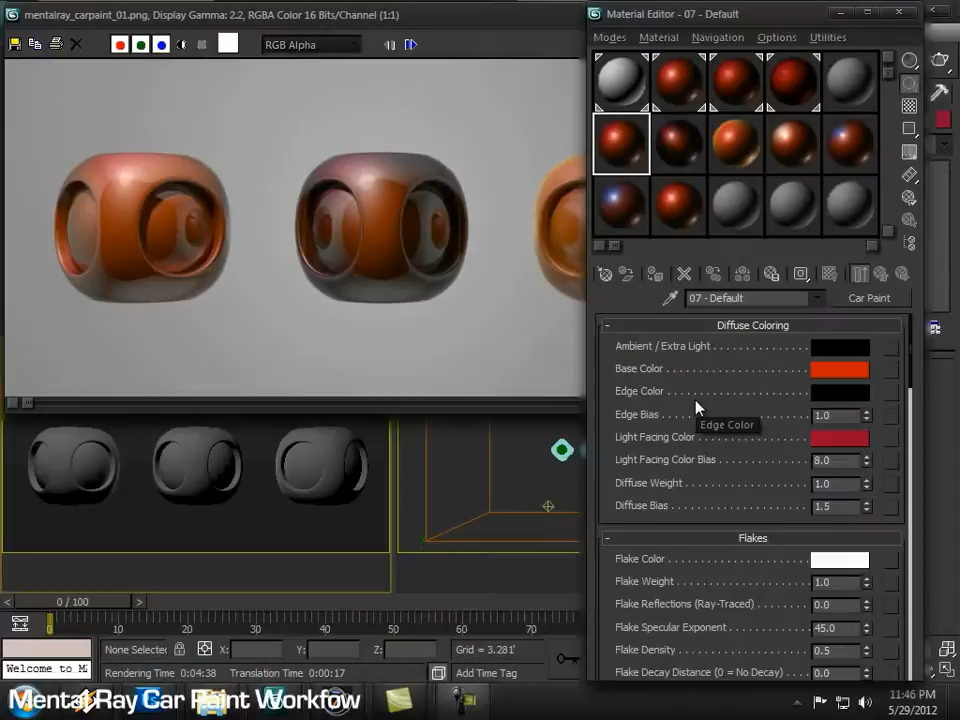 mentalray_carpaint_01.png, Display Gamma: 2.2, RGBA Color 16 Bits/Channel (1:1)
Material Editor - 07 - Default
Modes Material Navigation Options Utilities
RGB Alpha
07 - Default
Car Paint
- Diffuse Coloring
Ambient / Extra Light
Base Color
Edge Color
Edge Bias 1.0
Edge Color
Light Facing Color
Light Facing Color Bias 8.0
Diffuse Weight 1.0
Diffuse Bias 1.5
- Flakes
Flake Color
Flake Weight 1.0
Flake Reflections (Ray-Traced) 0.0
Flake Specular Exponent 45.0
Flake Density 0.5
Flake Decay Distance (0 = No Decay) 0.0
< 0 / 100 >
0 10 20 30 40 50 60 70
None Selected X: Y: Z: Grid = 3.281'
Welcome to M
Rendering Time 0:04:38 Translation Time 0:00:17 Add Time Tag
Mental Ray Car Paint Workfow
11:46 PM
5/29/2012